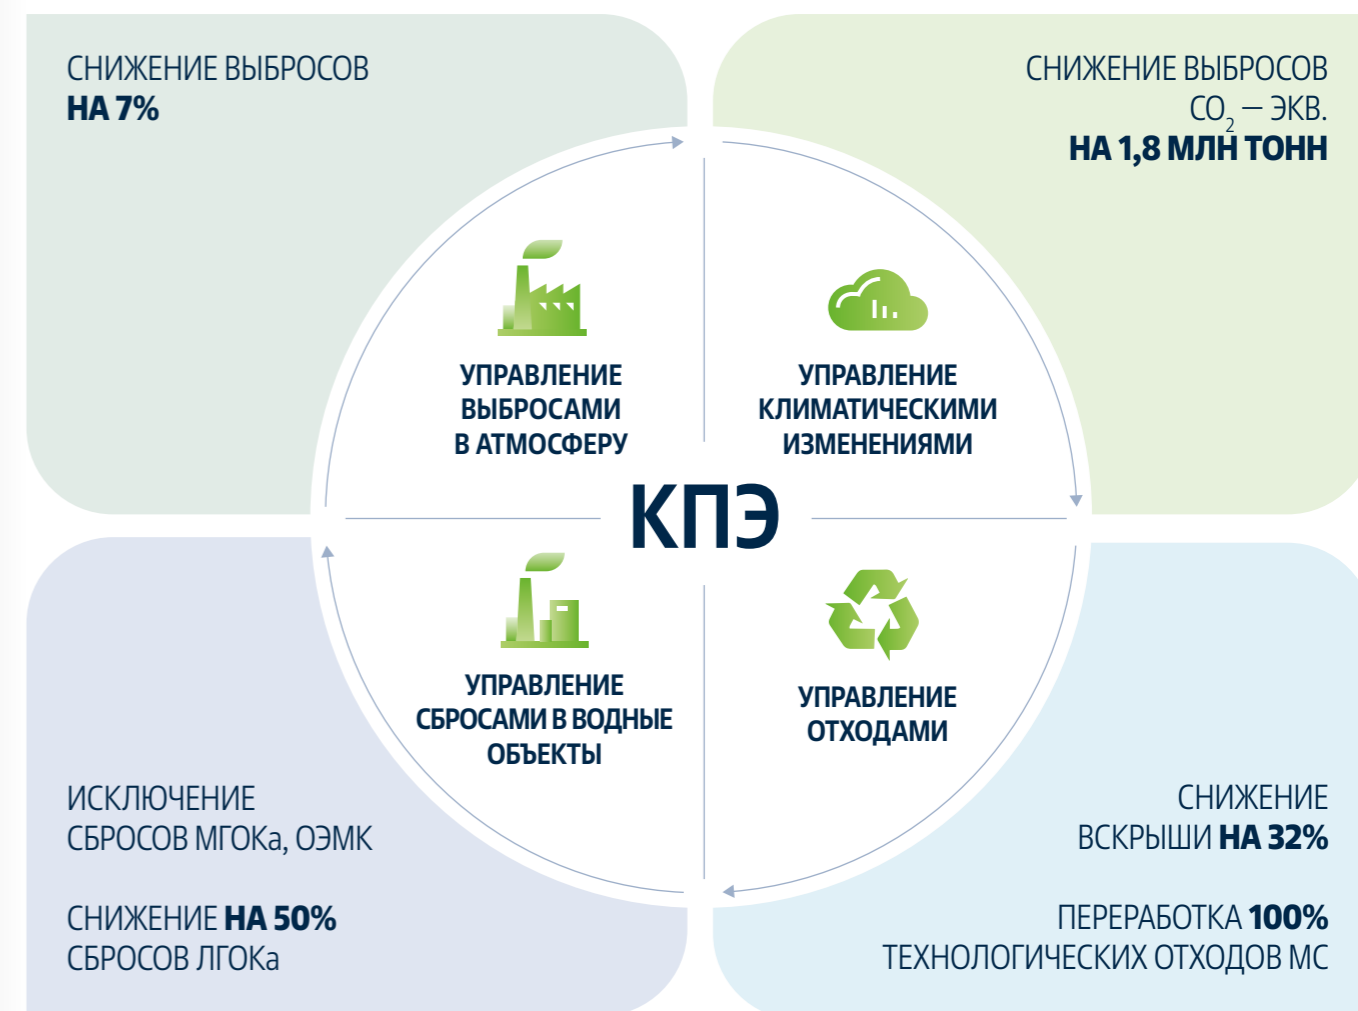 СНИЖЕНИЕ ВЫБРОСОВ
НА 7%
СНИЖЕНИЕ ВЫБРОСОВ
CO₂ — ЭКВ.
НА 1,8 МЛН ТОНН
УПРАВЛЕНИЕ
ВЫБРОСАМИ
В АТМОСФЕРУ
УПРАВЛЕНИЕ
КЛИМАТИЧЕСКИМИ
ИЗМЕНЕНИЯМИ
КПЭ
УПРАВЛЕНИЕ
СБРОСАМИ В ВОДНЫЕ
ОБЪЕКТЫ
УПРАВЛЕНИЕ
ОТХОДАМИ
ИСКЛЮЧЕНИЕ
СБРОСОВ МГОКа, ОЭМК
СНИЖЕНИЕ НА 50%
СБРОСОВ ЛГОКа
СНИЖЕНИЕ
ВСКРЫШИ НА 32%
ПЕРЕРАБОТКА 100%
ТЕХНОЛОГИЧЕСКИХ ОТХОДОВ МС